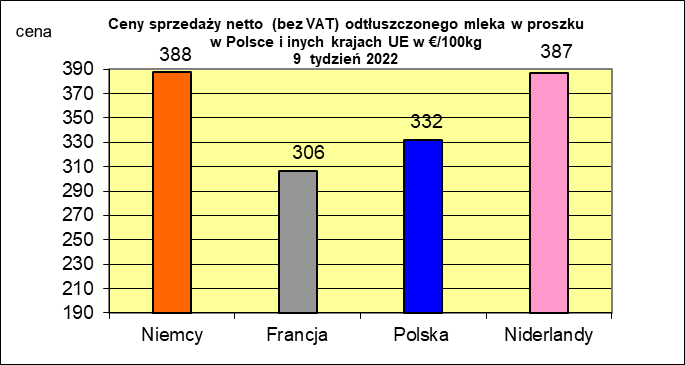 Ceny sprzedaży netto (bez VAT) odtłuszczonego mleka w proszku
w Polsce i inych krajach UE w €/100kg
9 tydzień 2022
cena
388
306
332
387
390
370
350
330
310
290
270
250
230
210
190
Niemcy
Francja
Polska
Niderlandy